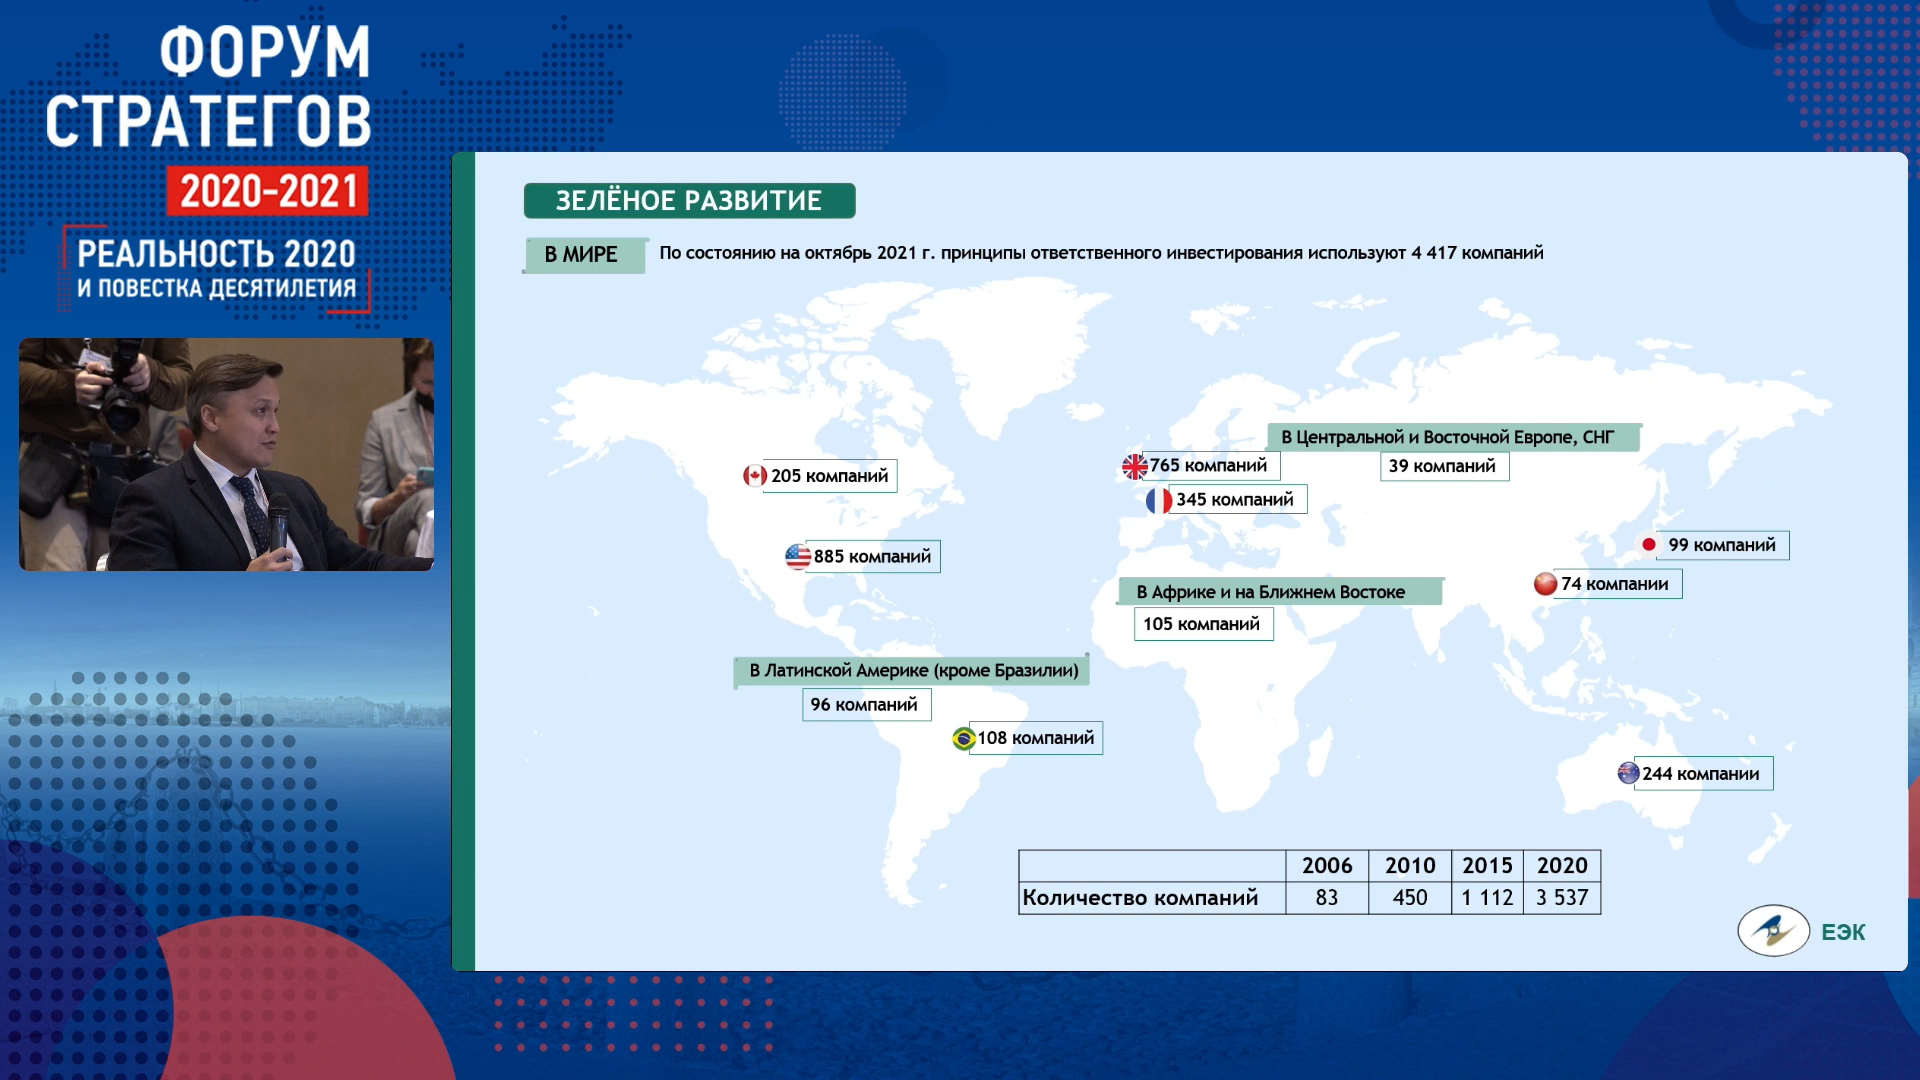 ФОРУМ
СТРАТЕГОВ
2020-2021
РЕАЛЬНОСТЬ 2020
И ПОВЕСТКА ДЕСЯТИЛЕТИЯ
ЗЕЛЁНОЕ РАЗВИТИЕ
В МИРЕ
По состоянию на октябрь 2021 г. принципы ответственного инвестирования используют 4 417 компаний
В Центральной и Восточной Европе, СНГ
39 компаний
765 компаний
205 компаний
345 компаний
885 компаний
99 компаний
74 компании
В Африке и на Ближнем Востоке
105 компаний
В Латинской Америке (кроме Бразилии)
96 компаний
108 компаний
244 компании
2006 2010 2015 2020
Количество компаний 83 450 1 112 3 537
ЕЭК